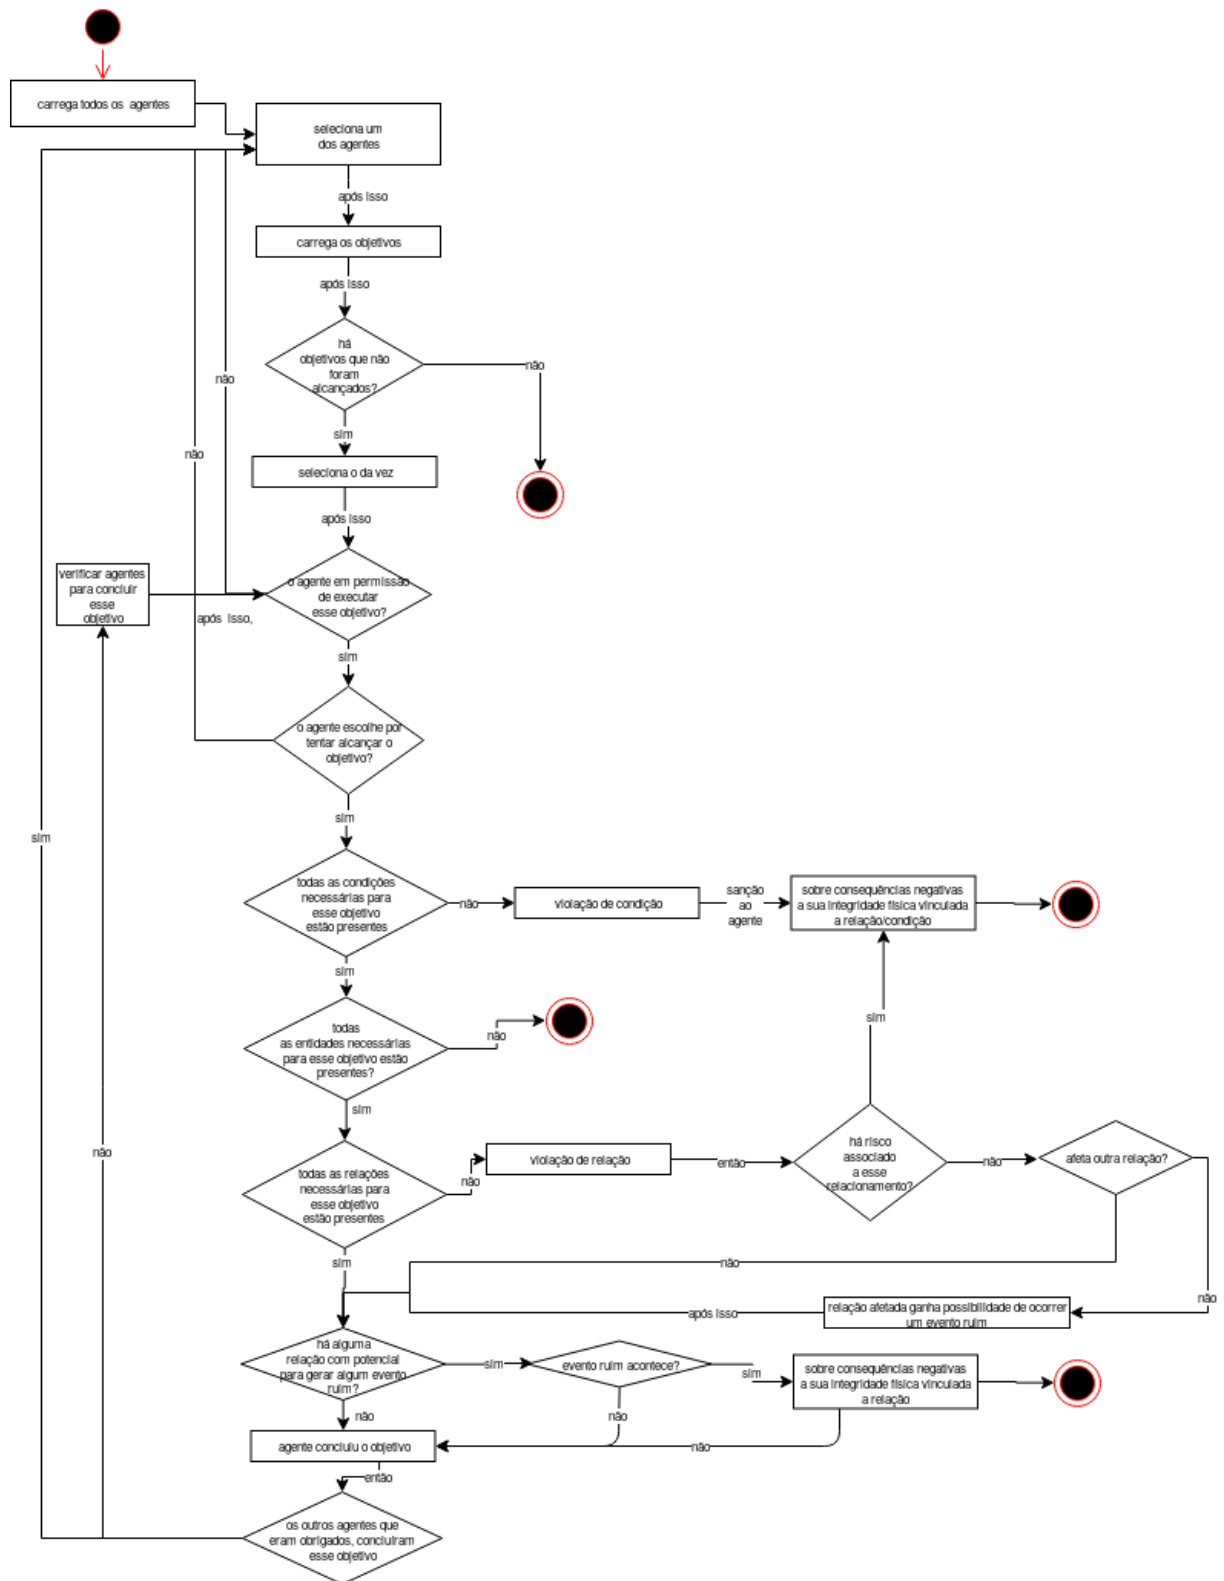 carrega todos os agentes
seleciona um
dos agentes
após isso
carrega os objetivos
após isso
há
objetivos que não
foram
alcançados?
não
não
sim
não
seleciona o da vez
após isso
verificar agentes
para concluir
esse
objetivo
após isso,
o agente em permissão
de executar
esse objetivo?
sim
o agente escolhe por
tentar alcançar o
objetivo?
sim
sim
todas as condições
necessárias para
esse objetivo
estão presentes
não
violação de condição
sanção
ao
agente
sobre consequências negativas
a sua integridade física vinculada
a relação/condição
sim
sim
todas
as entidades necessárias
para esse objetivo estão
presentes?
não
sim
não
todas as relações
necessárias para
esse objetivo
estão presentes
não
violação de relação
então
há risco
associado
a esse
relacionamento?
não
afeta outra relação?
sim
não
não
relação afetada ganha possibilidade de ocorrer
um evento ruim
após isso
há alguma
relação com potencial
para gerar algum evento
ruim?
sim
evento ruim acontece?
sim
sobre consequências negativas
a sua integridade física vinculada
a relação
não
não
não
agente concluiu o objetivo
então
os outros agentes que
eram obrigados, concluíram
esse objetivo